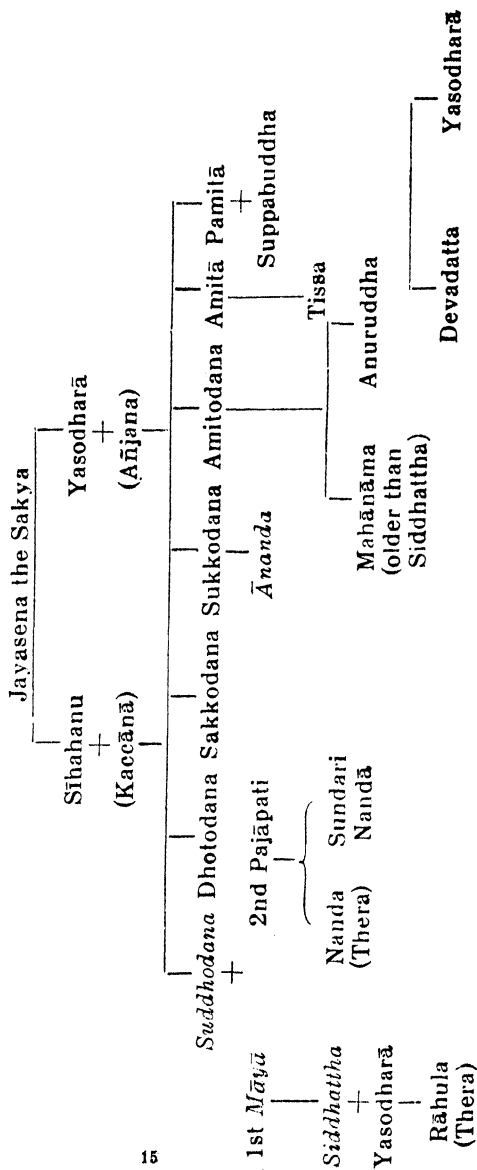 Jayasena the Sakya
Sīhahanu Yasodharā
+ +
(Kaccānā) (Añjana)
Suddhodana Dhotodana Sakkodana Sukkodana Amitodana Amitā Pamitā
+ +
Suppabuddha
1st Māyā 2nd Pajāpati Ānanda
Tissa
Siddhattha Nanda Sundari Mahānāma Anuruddha
+ (Thera) Nandā (older than
Yasodharā Siddhattha)
Rāhula Devadatta Yasodharā
(Thera)
15